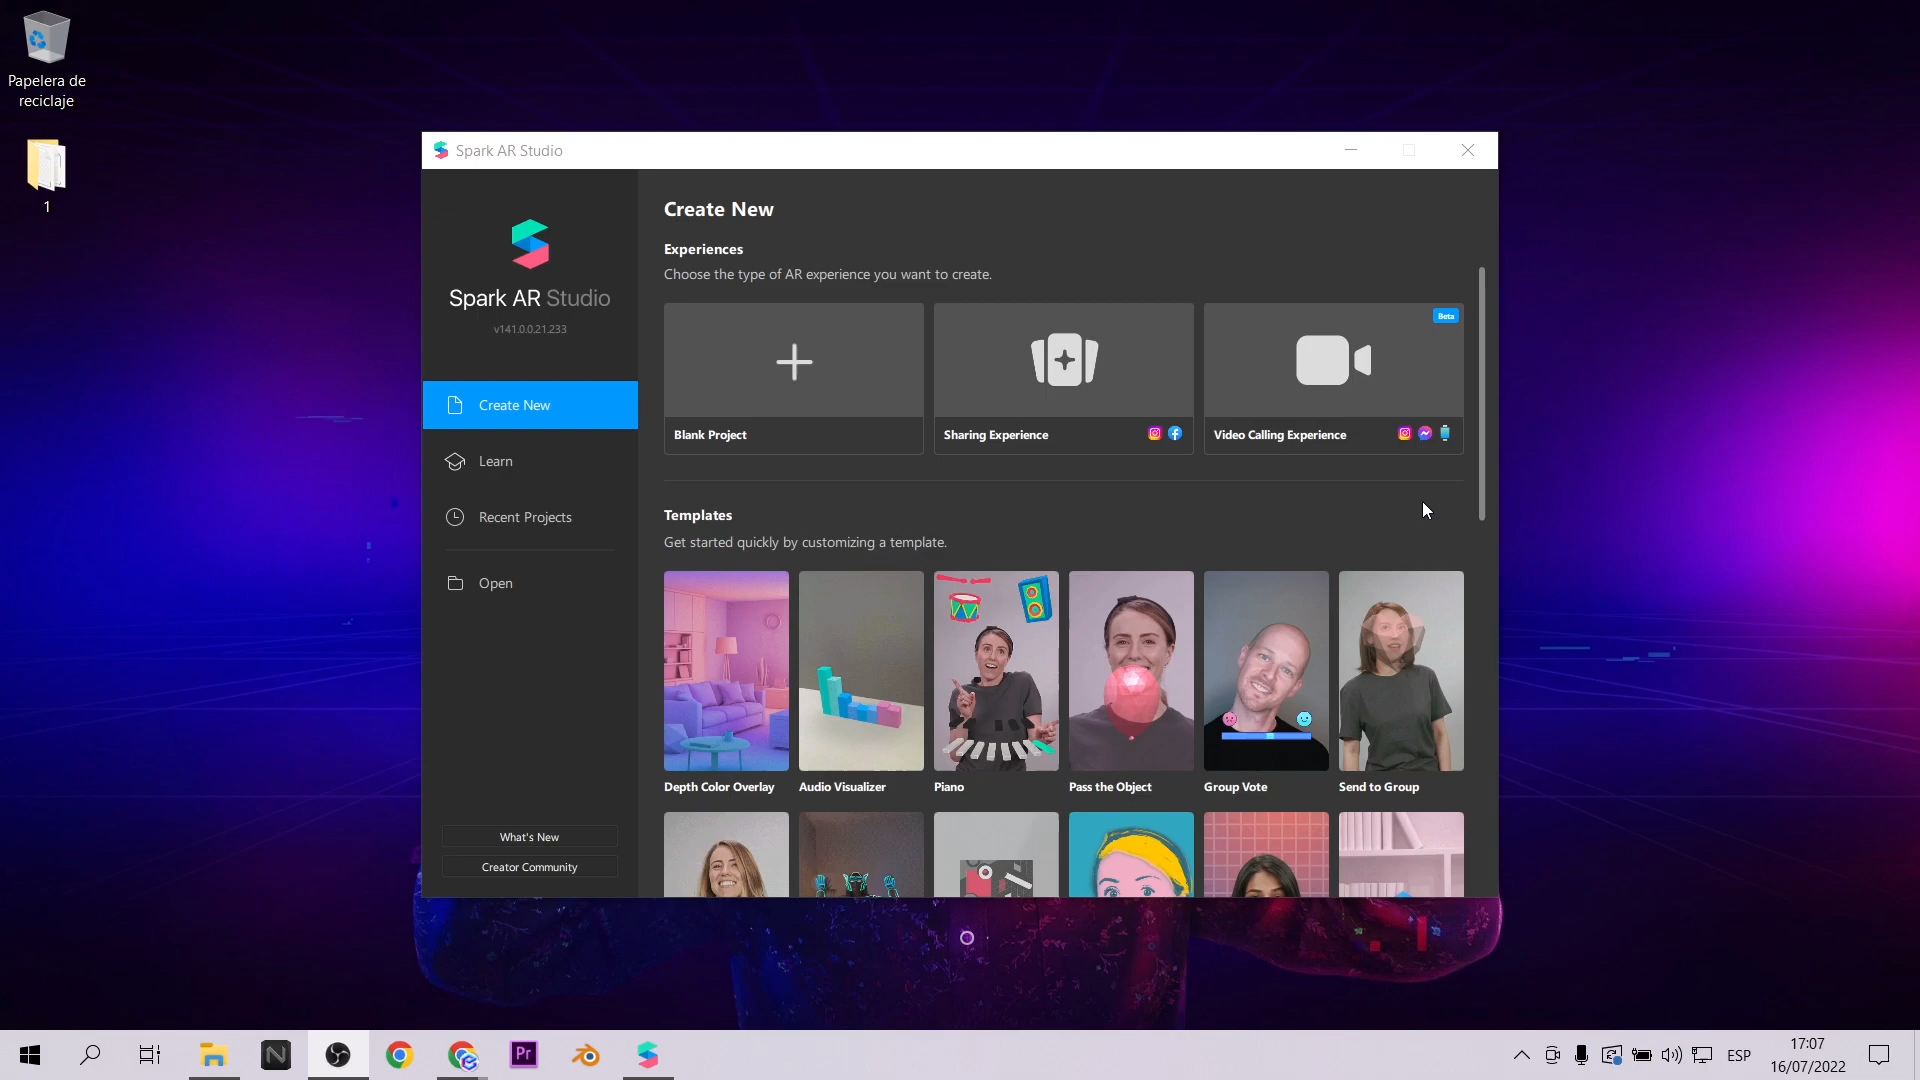 Papelera de
reciclaje
1
Spark AR Studio
Spark AR Studio
v141.0.0.21.233
Create New
Learn
Recent Projects
Open
What's New
Creator Community
Create New
Experiences
Choose the type of AR experience you want to create.
Blank Project
Sharing Experience
Beta
Video Calling Experience
Templates
Get started quickly by customizing a template.
Depth Color Overlay
Audio Visualizer
Piano
Pass the Object
Group Vote
Send to Group
N
Pr
ESP
17:07
16/07/2022